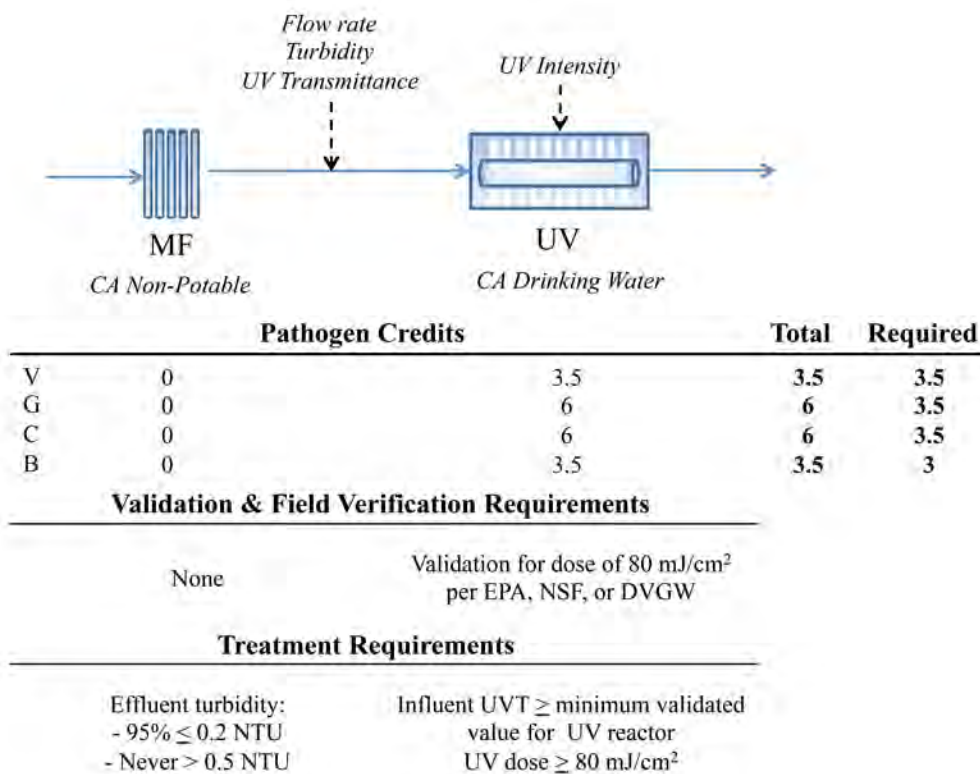 Flow rate
Turbidity
UV Transmittance
UV Intensity
MF
UV
CA Non-Potable
CA Drinking Water
Pathogen Credits Total Required
V 0 3.5 3.5 3.5
G 0 6 6 3.5
C 0 6 6 3.5
B 0 3.5 3.5 3
Validation & Field Verification Requirements
None
Validation for dose of 80 mJ/cm²
per EPA, NSF, or DVGW
Treatment Requirements
Effluent turbidity:
- 95% ≤ 0.2 NTU
- Never > 0.5 NTU
Influent UVT ≥ minimum validated
value for UV reactor
UV dose ≥ 80 mJ/cm²